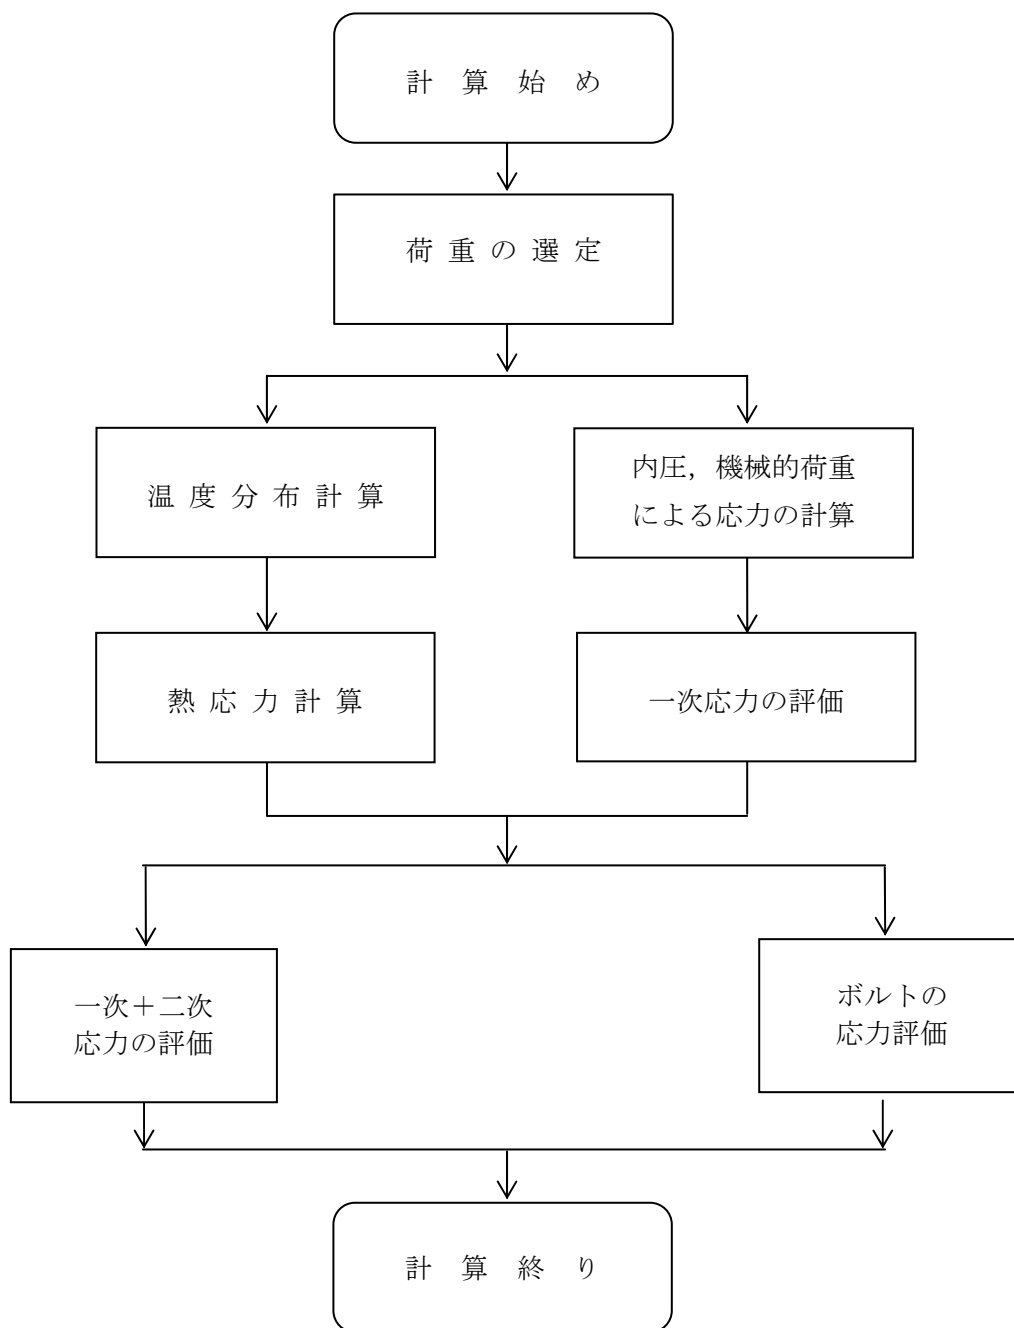 計算始め
荷重の選定
温度分布計算
内圧，機械的荷重
による応力の計算
熱応力計算
一次応力の評価
一次＋二次
応力の評価
ボルトの
応力評価
計算終り